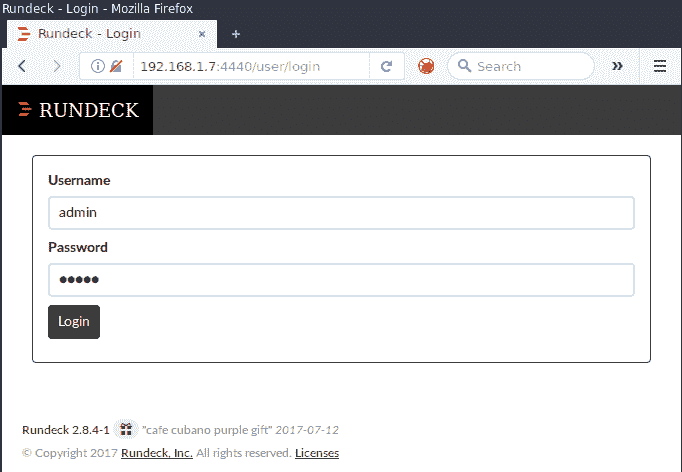 Rundeck - Login - Mozilla Firefox
Rundeck - Login × +
192.168.1.7:4440/user/login Search
RUNDECK
Username
admin
Password
●●●●●
Login
Rundeck 2.8.4-1 "cafe cubano purple gift" 2017-07-12
© Copyright 2017 Rundeck, Inc. All rights reserved. Licenses